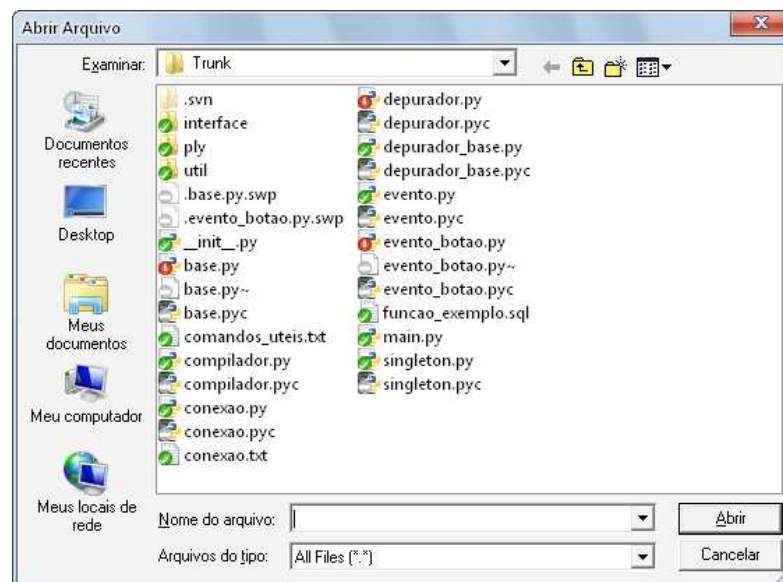 Abrir Arquivo
Examinar: Trunk
Documentos
recentes
Desktop
Meus
documentos
Meu computador
Meus locais de
rede
.svn
interface
ply
util
.base.py.swp
.evento_botao.py.swp
__init__.py
base.py
base.py~
base.pyc
comandos_uteis.txt
compilador.py
compilador.pyc
conexao.py
conexao.pyc
conexao.txt
depurador.py
depurador.pyc
depurador_base.py
depurador_base.pyc
evento.py
evento.pyc
evento_botao.py
evento_botao.py~
evento_botao.pyc
funcao_exemplo.sql
main.py
singleton.py
singleton.pyc
Nome do arquivo: Abrir
Arquivos do tipo: All Files (*.*) Cancelar